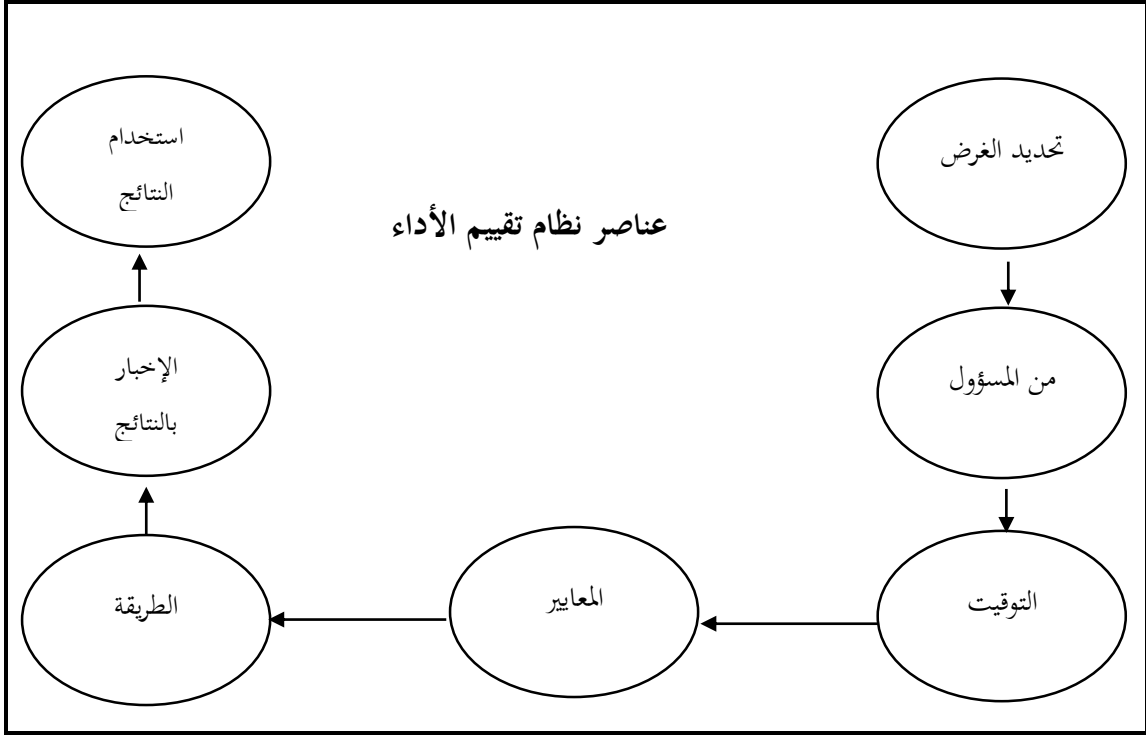 عناصر نظام تقييم الأداء
تحديد الغرض
من المسؤول
التوقيت
المعايير
الطريقة
الإخبار
بالنتائج
استخدام
النتائج